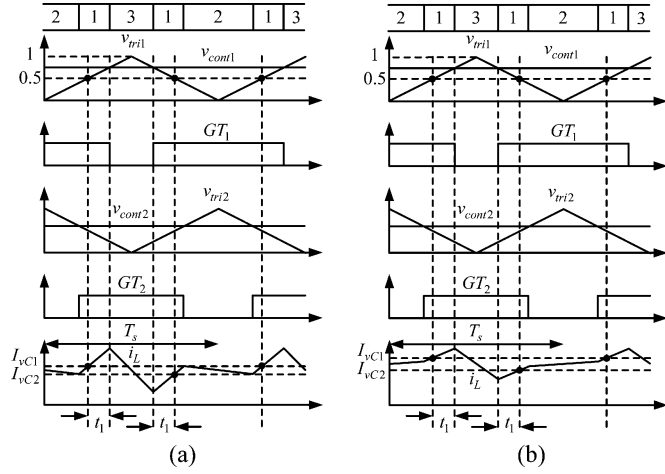 2 1 3 1 2 1 3
v_tri1
1
v_cont1
0.5
GT_1
v_tri2
v_cont2
GT_2
T_s
I_vC1
i_L
I_vC2
t_1 t_1
(a)
2 1 3 1 2 1 3
v_tri1
1
v_cont1
0.5
GT_1
v_tri2
v_cont2
GT_2
T_s
I_vC1
I_vC2
i_L
t_1 t_1
(b)